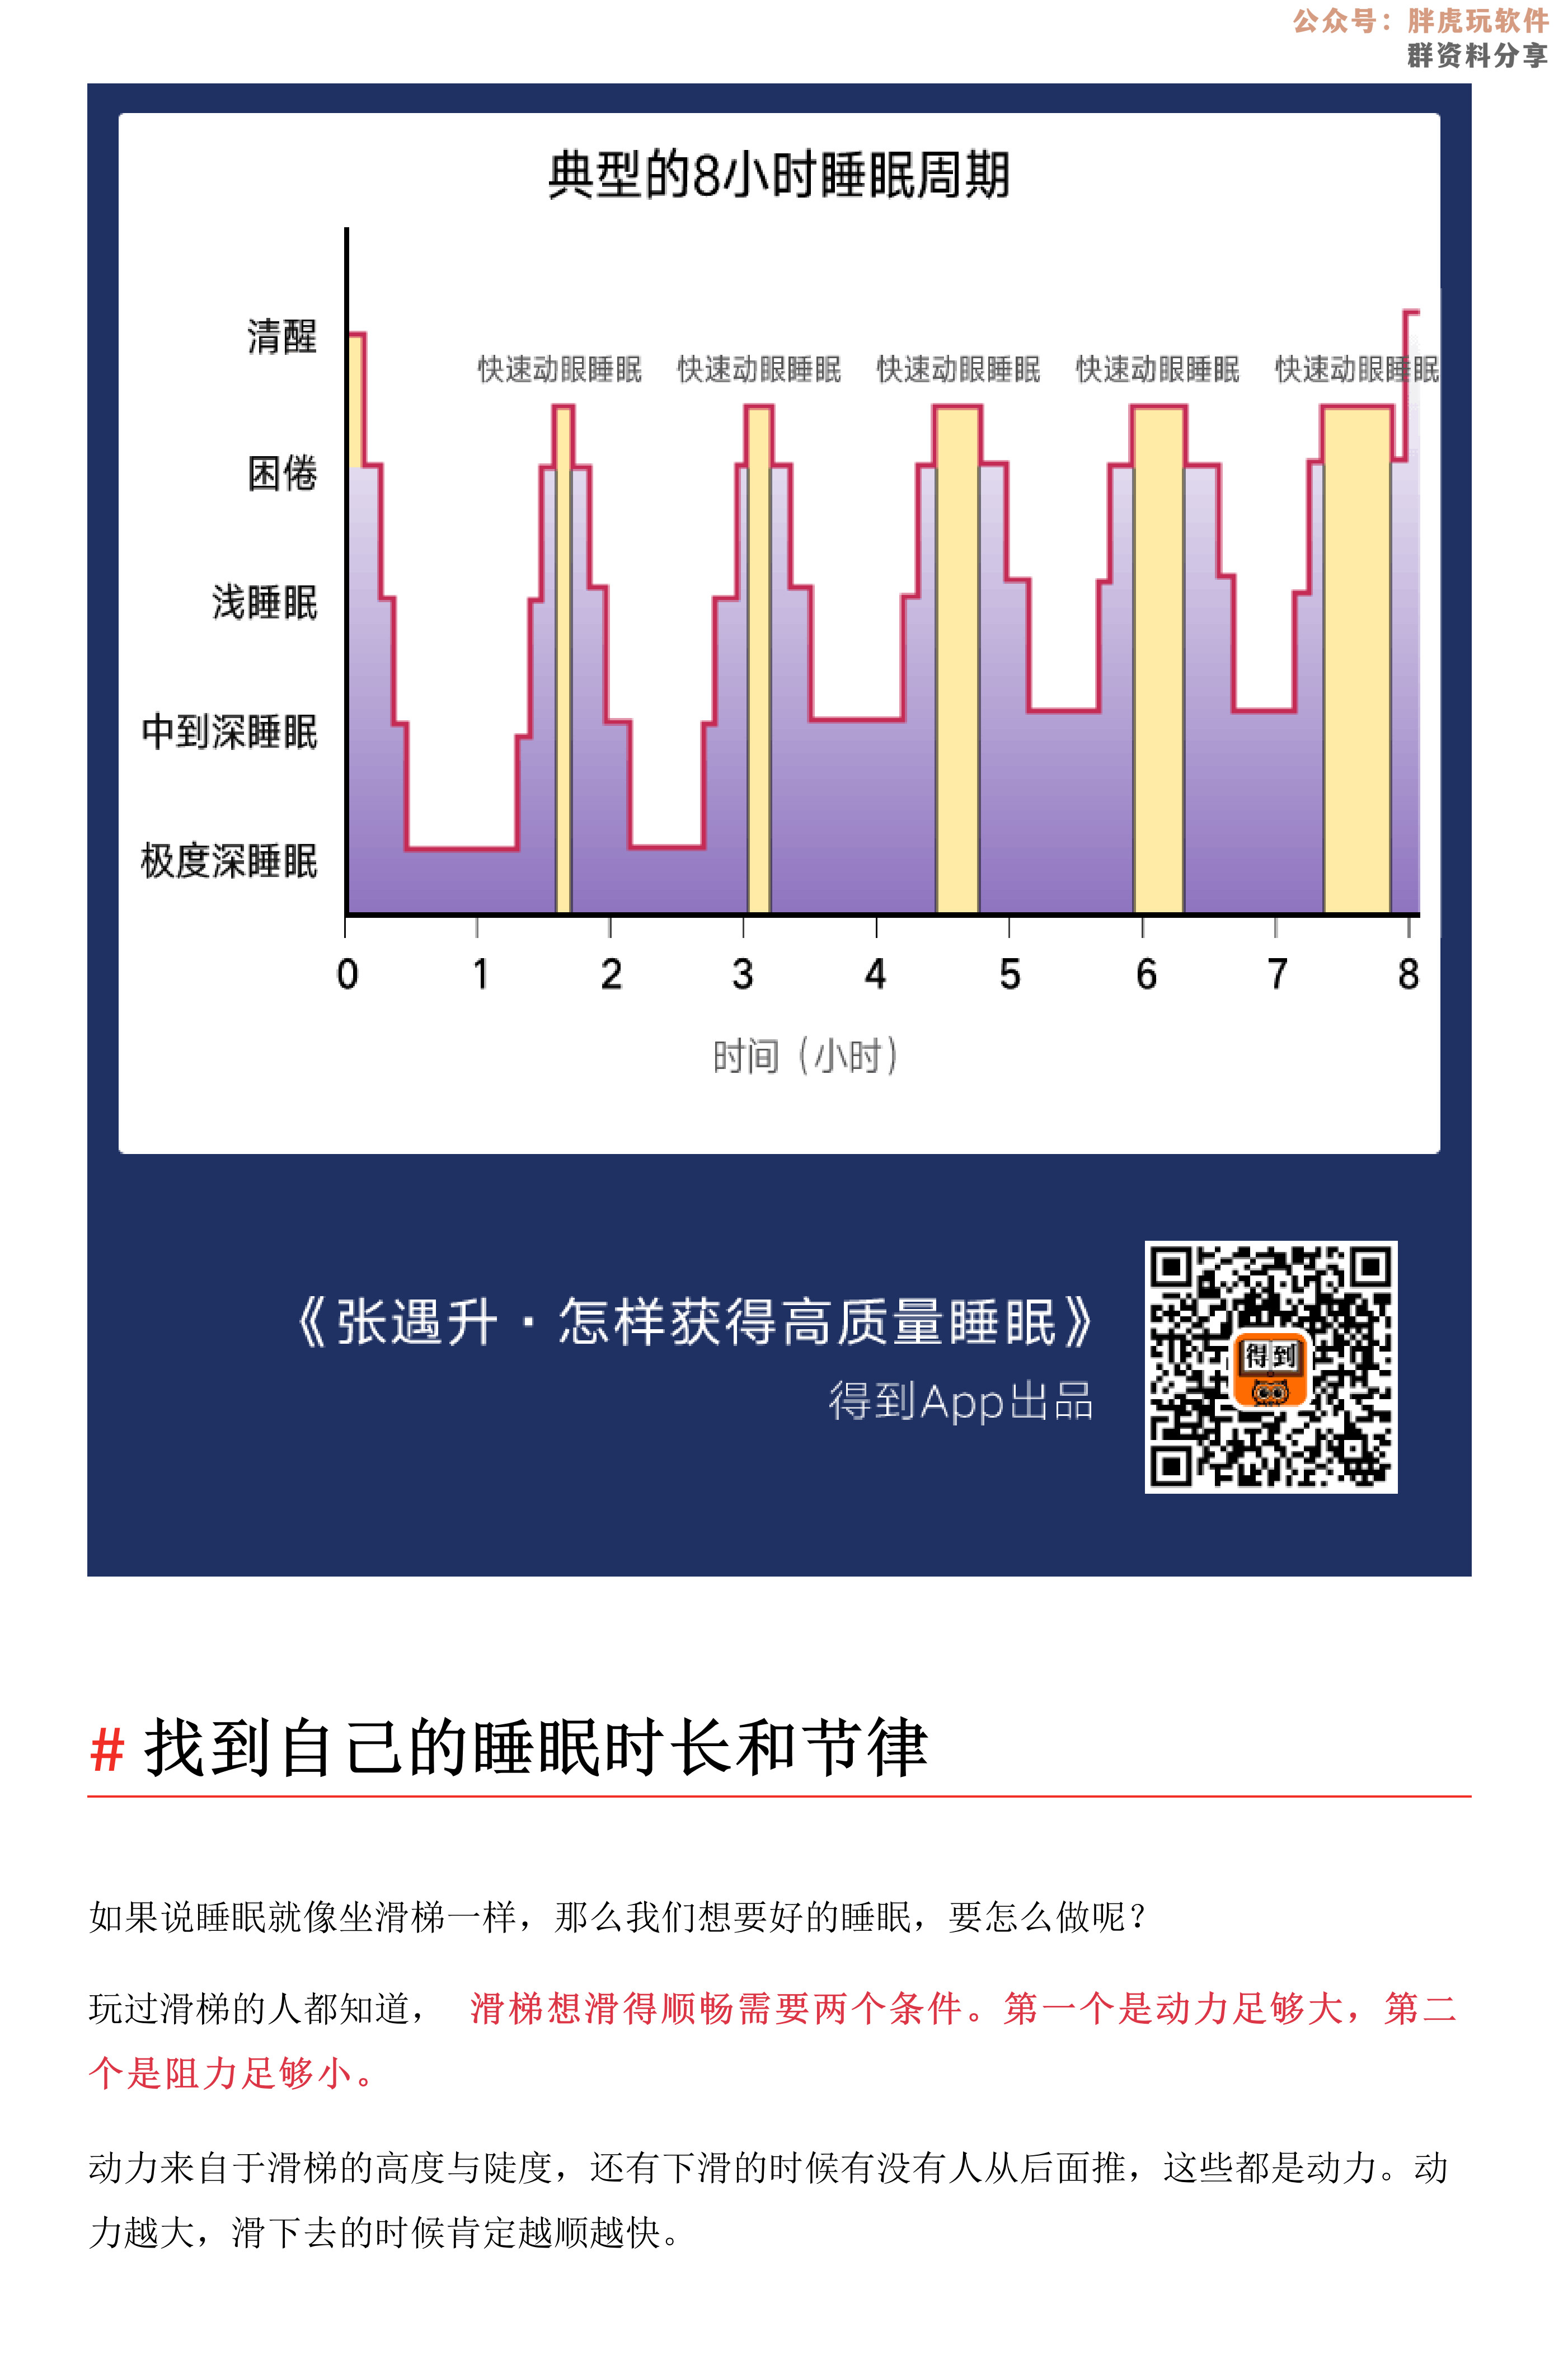 公众号：胖虎玩软件
群资料分享
典型的8小时睡眠周期
清醒
快速动眼睡眠 快速动眼睡眠 快速动眼睡眠 快速动眼睡眠 快速动眼睡眠
困倦
浅睡眠
中到深睡眠
极度深睡眠
0 1 2 3 4 5 6 7 8
时间（小时）
《张遇升·怎样获得高质量睡眠》
得到App出品
得到
# 找到自己的睡眠时长和节律
如果说睡眠就像坐滑梯一样，那么我们想要好的睡眠，要怎么做呢？
玩过滑梯的人都知道， 滑梯想滑得顺畅需要两个条件。第一个是动力足够大，第二
个是阻力足够小。
动力来自于滑梯的高度与陡度，还有下滑的时候有没有人从后面推，这些都是动力。动
力越大，滑下去的时候肯定越顺越快。